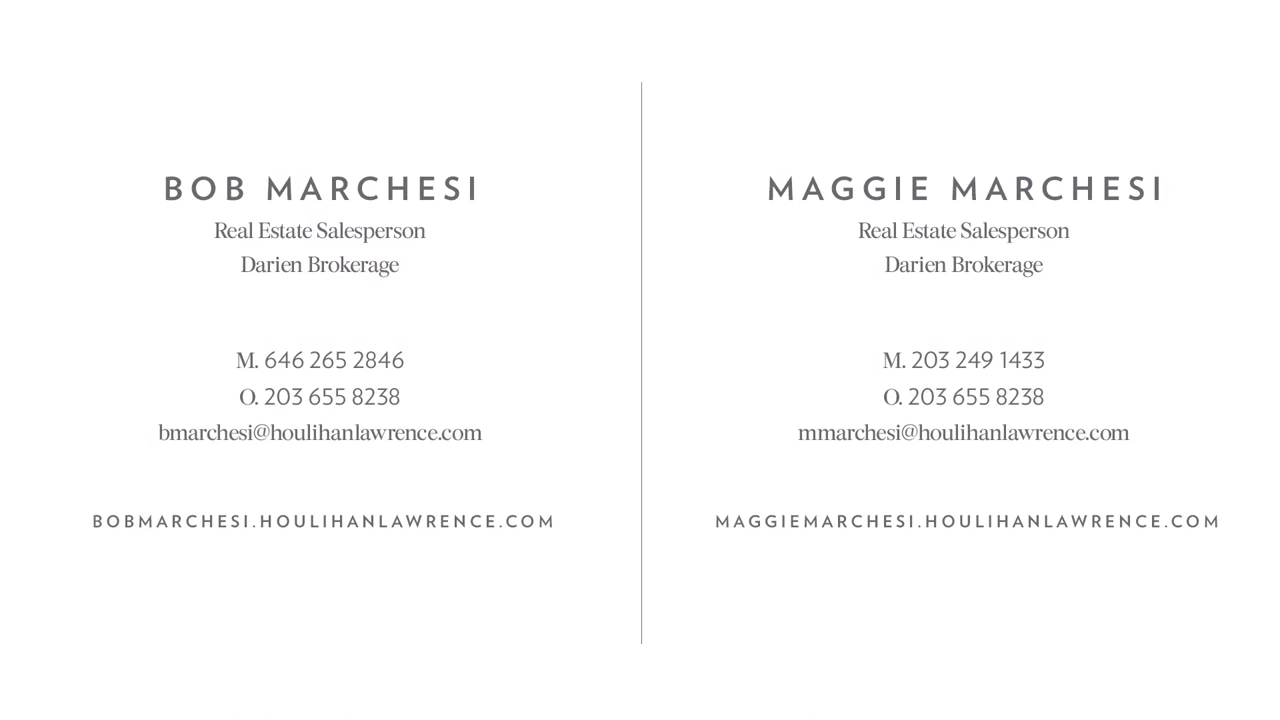 BOB MARCHESI
Real Estate Salesperson
Darien Brokerage
M. 646 265 2846
O. 203 655 8238
bmarchesi@houlihanlawrence.com
BOBMARCHESI.HOULIHANLAWRENCE.COM
MAGGIE MARCHESI
Real Estate Salesperson
Darien Brokerage
M. 203 249 1433
O. 203 655 8238
mmarchesi@houlihanlawrence.com
MAGGIEMARCHESI.HOULIHANLAWRENCE.COM